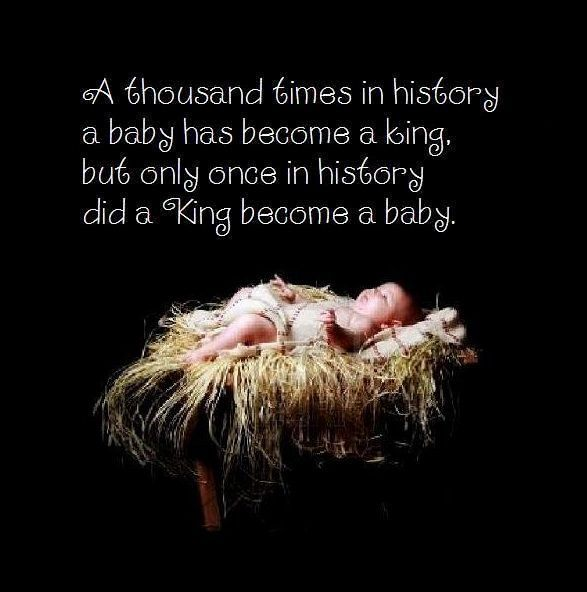 A thousand times in history
a baby has become a king,
but only once in history
did a King become a baby.